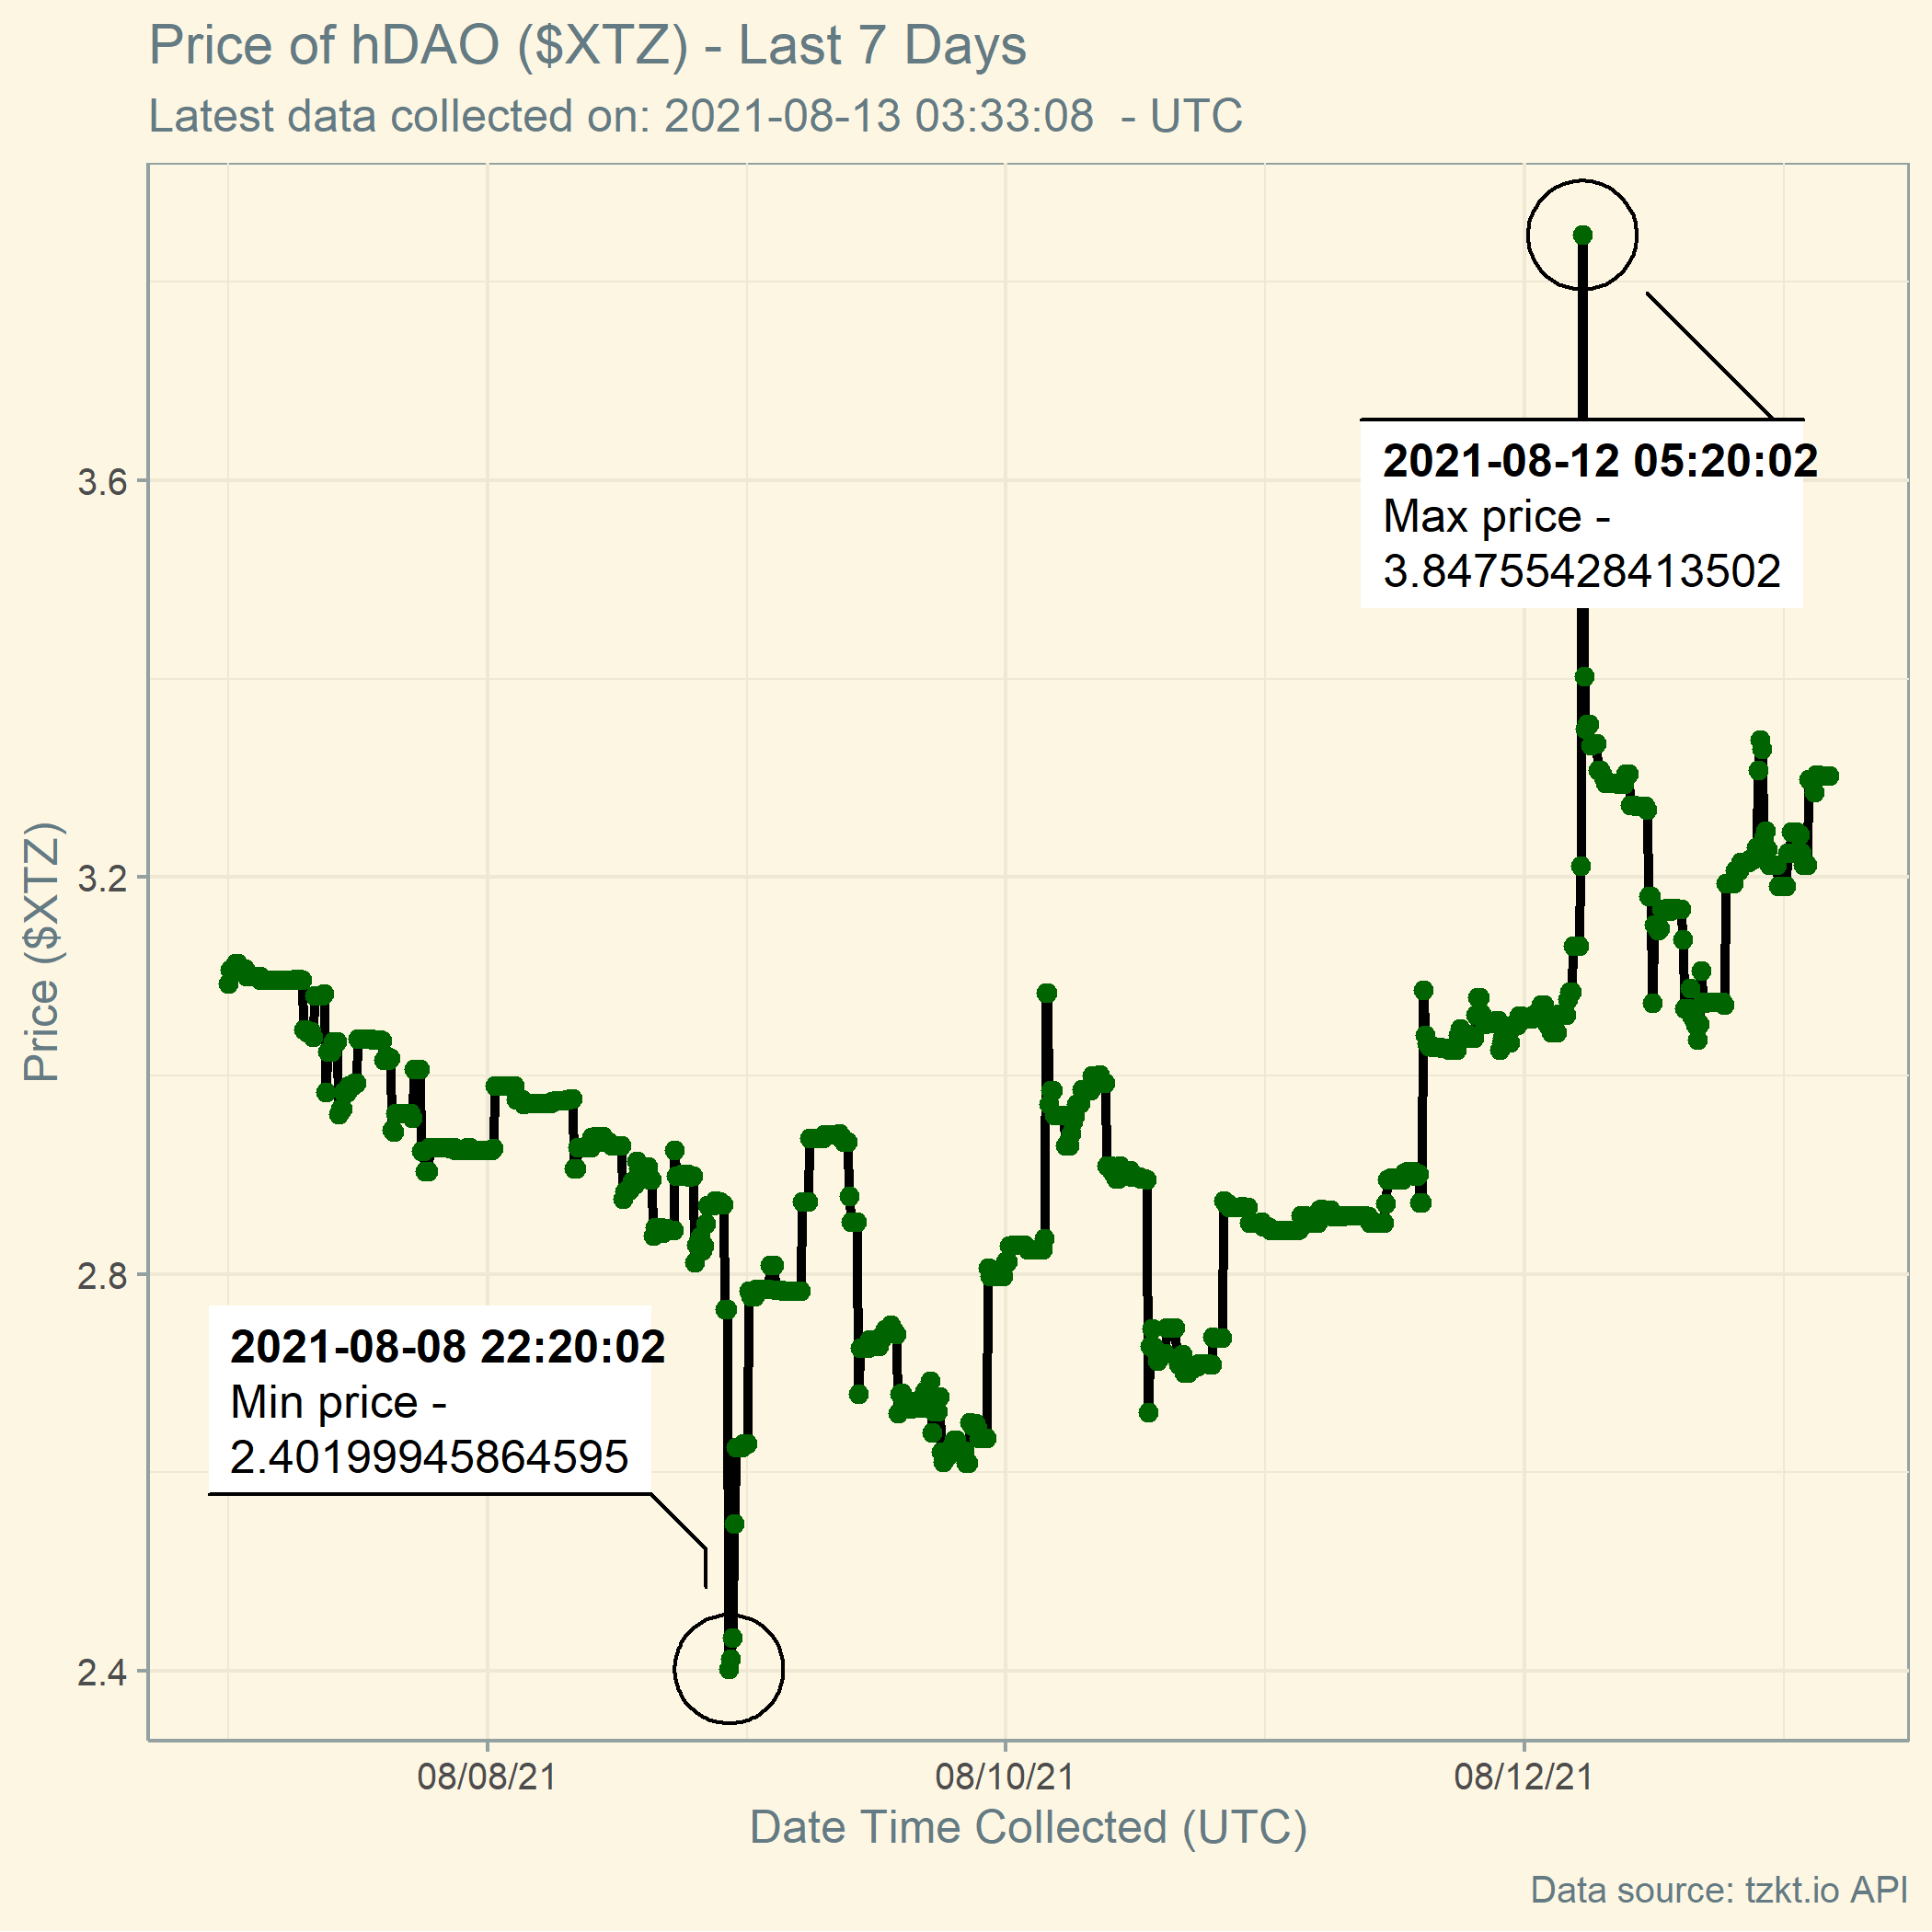 Price of hDAO ($XTZ) - Last 7 Days
Latest data collected on: 2021-08-13 03:33:08  - UTC
Price ($XTZ)
3.6
3.2
2.8
2.4
2021-08-12 05:20:02
Max price -
3.84755428413502
2021-08-08 22:20:02
Min price -
2.40199945864595
08/08/21
08/10/21
08/12/21
Date Time Collected (UTC)
Data source: tzkt.io API